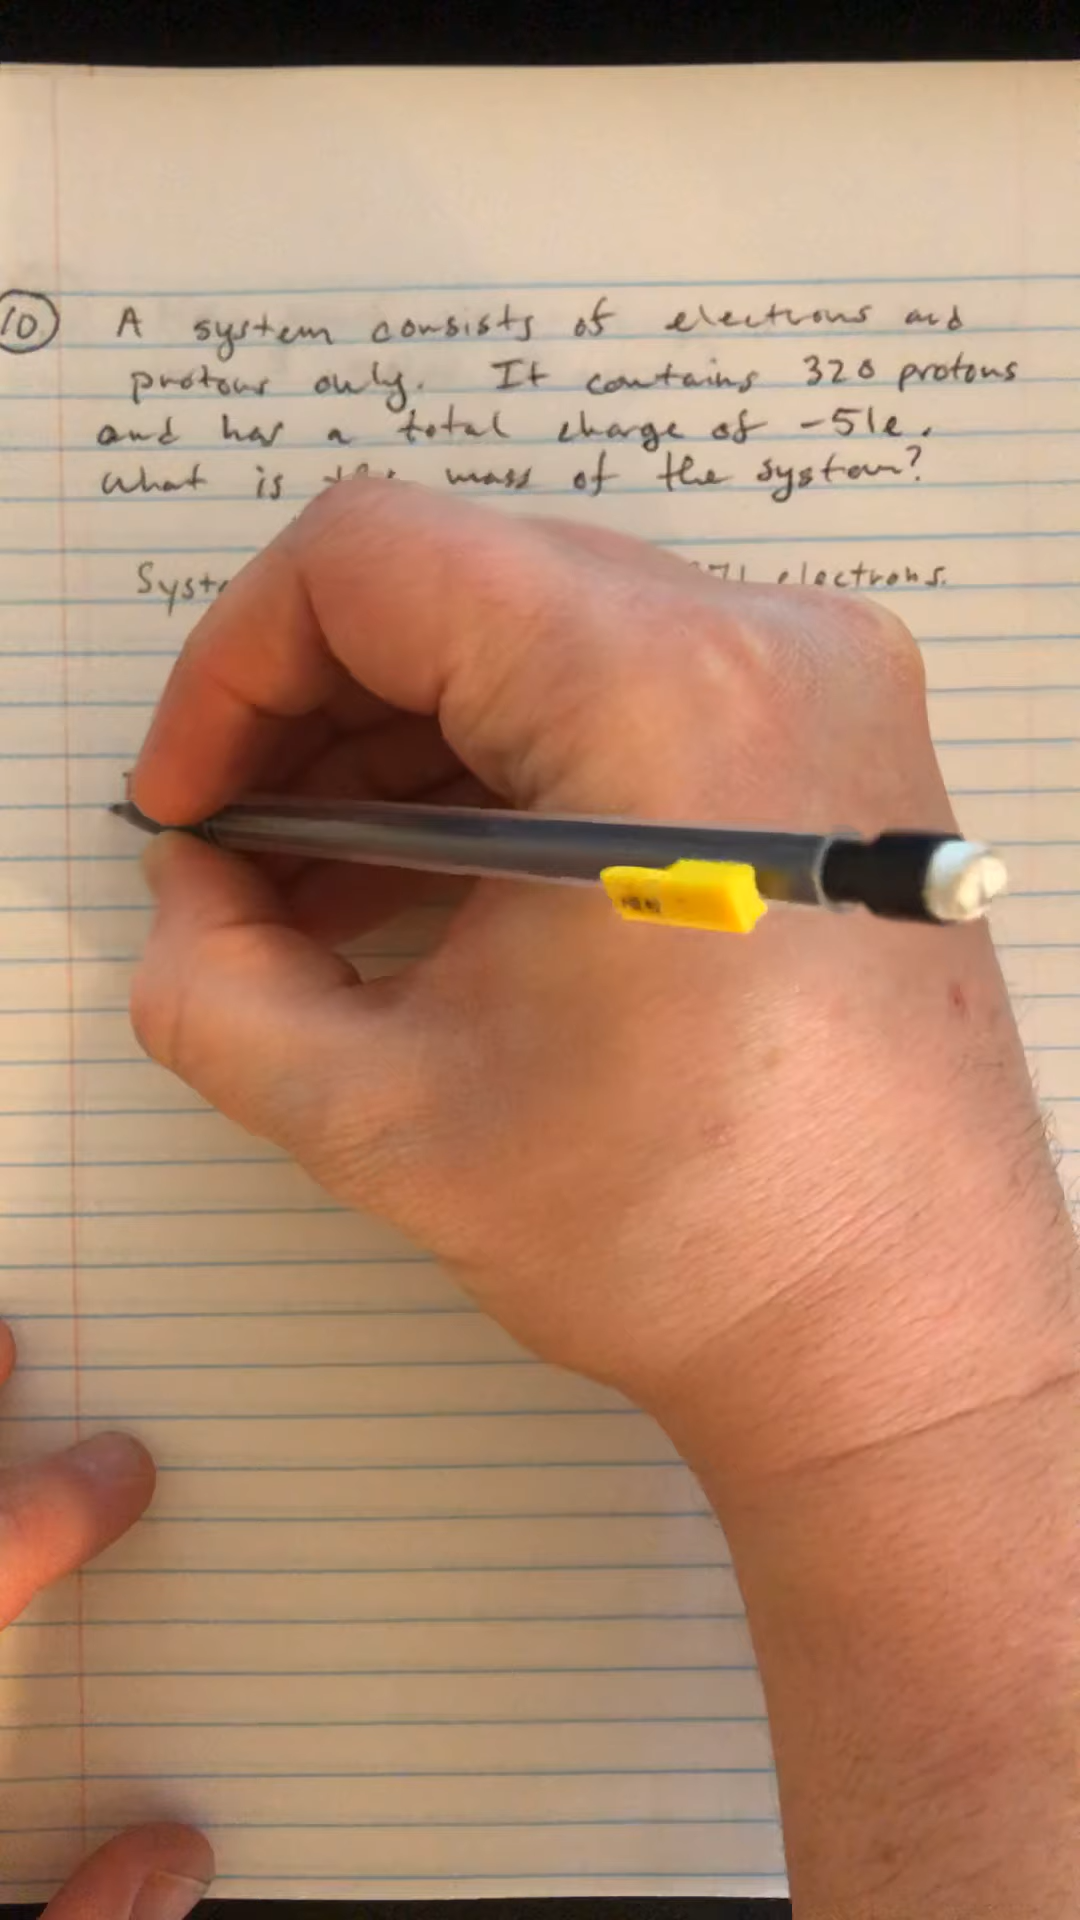 10 A system consists of electrons and
protons only. It contains 320 protons
and has a total charge of -51e.
What is the mass of the system?
electrons.